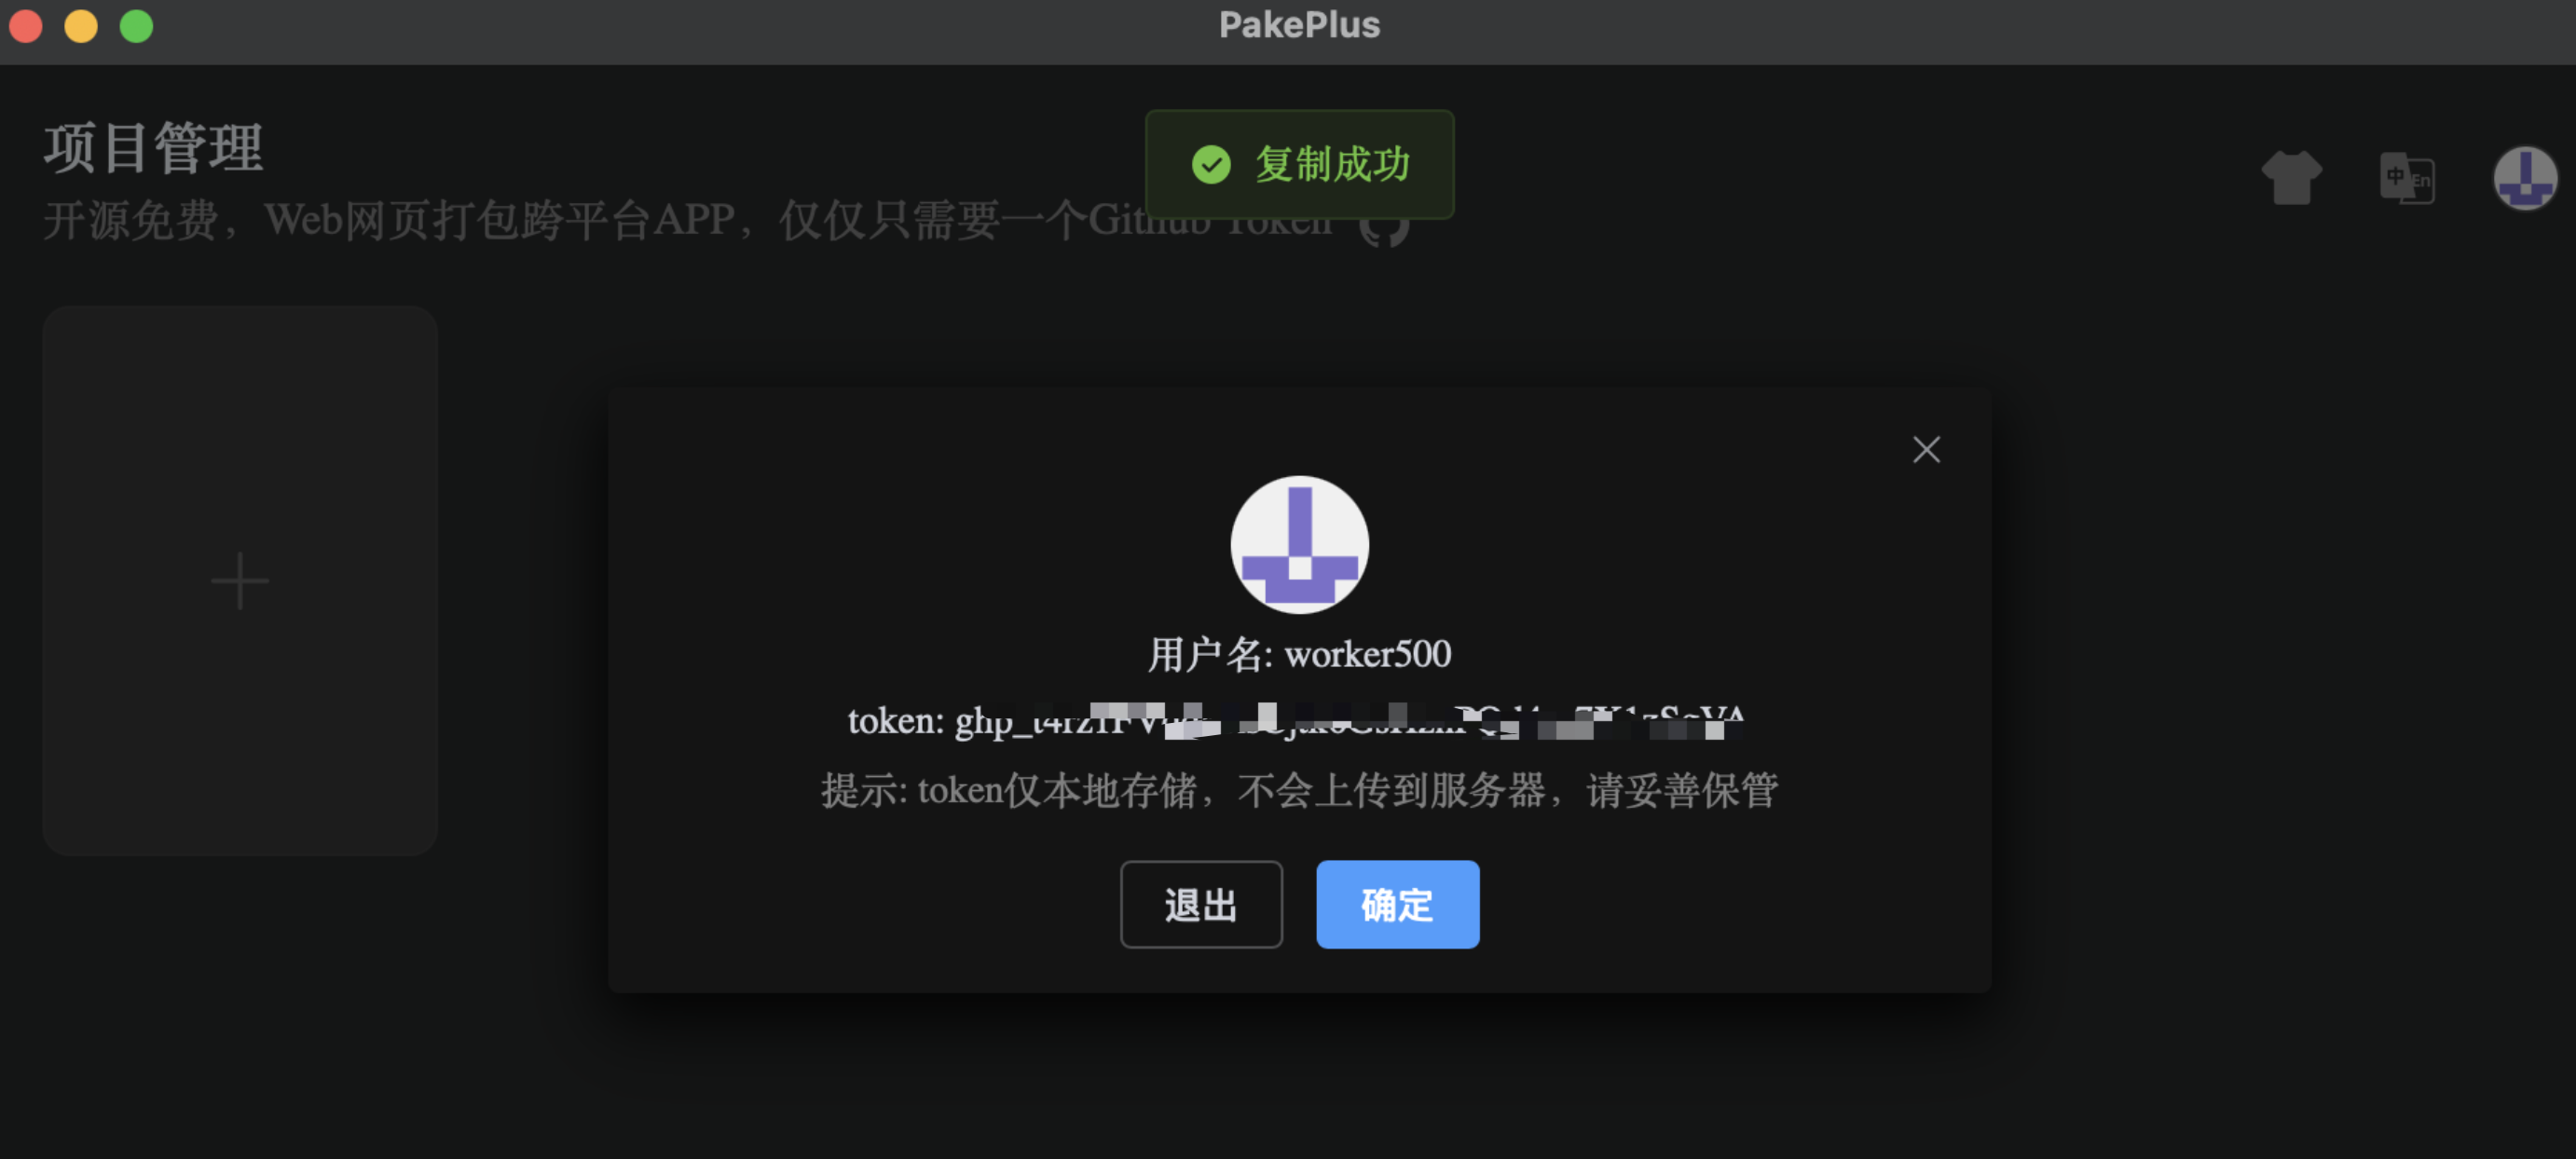 PakePlus
项目管理
复制成功
开源免费，Web网页打包跨平台APP，仅仅只需要一个Github Token
中 En
用户名: worker500
token:
提示: token仅本地存储，不会上传到服务器，请妥善保管
退出
确定